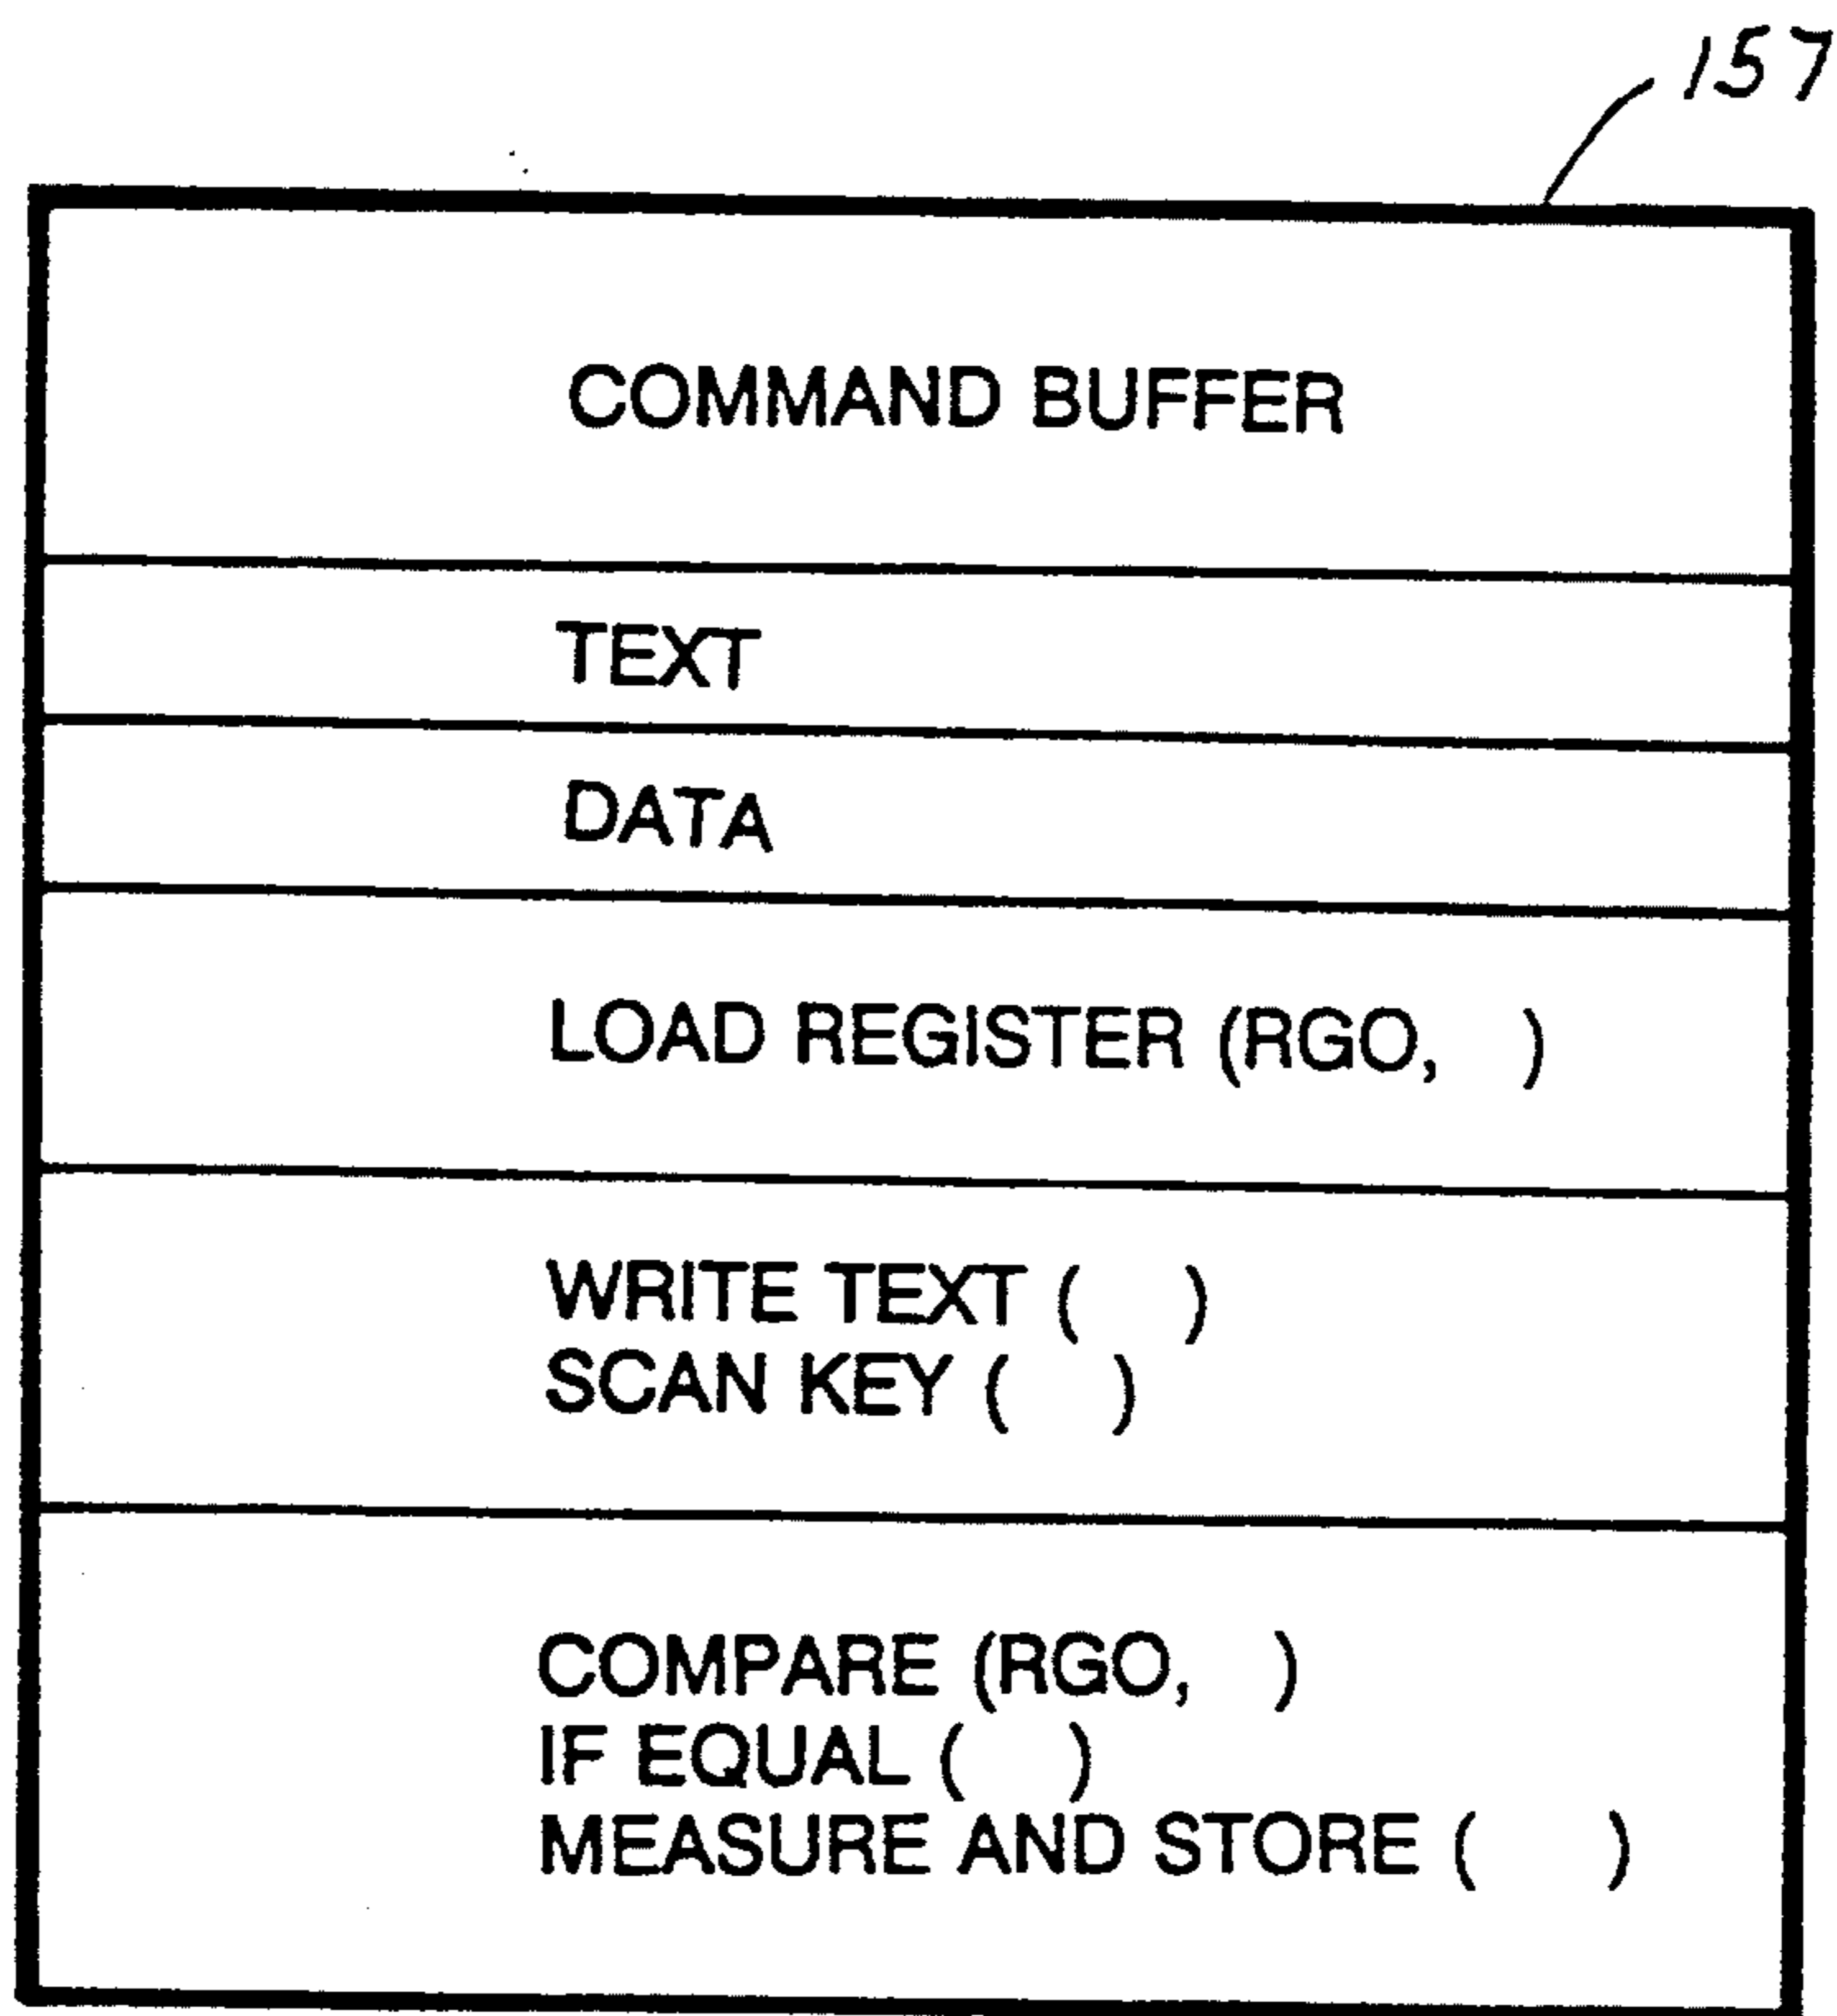 157
COMMAND BUFFER
TEXT
DATA
LOAD REGISTER (RGO, )
WRITE TEXT ( )
SCAN KEY ( )
COMPARE (RGO, )
IF EQUAL ( )
MEASURE AND STORE ( )